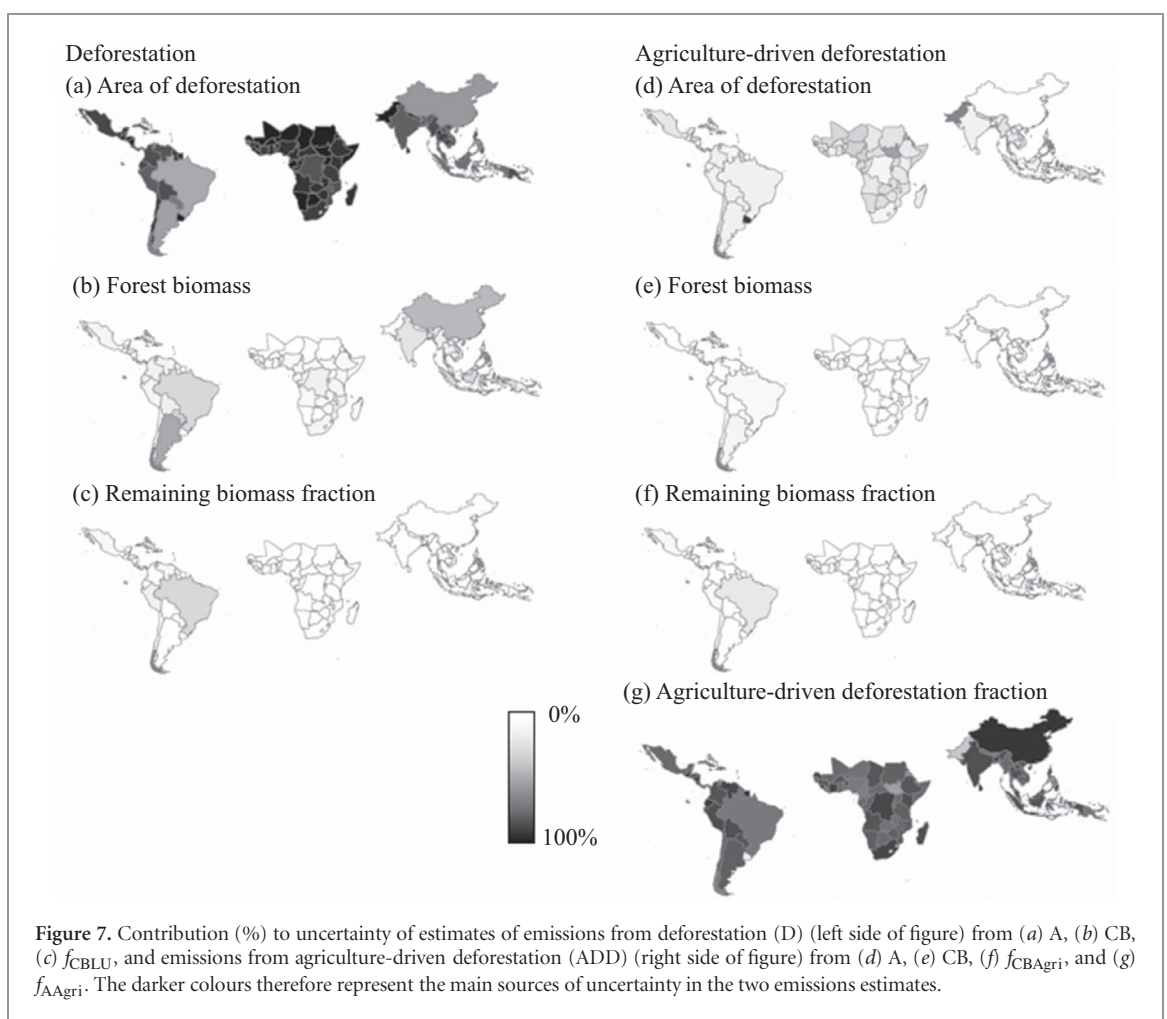 Deforestation
(a) Area of deforestation
(b) Forest biomass
(c) Remaining biomass fraction
Agriculture-driven deforestation
(d) Area of deforestation
(e) Forest biomass
(f) Remaining biomass fraction
(g) Agriculture-driven deforestation fraction
0%
100%
Figure 7. Contribution (%) to uncertainty of estimates of emissions from deforestation (D) (left side of figure) from (a) A, (b) CB,
(c) fCBLU, and emissions from agriculture-driven deforestation (ADD) (right side of figure) from (d) A, (e) CB, (f) fCBAgri, and (g)
fAAgri. The darker colours therefore represent the main sources of uncertainty in the two emissions estimates.